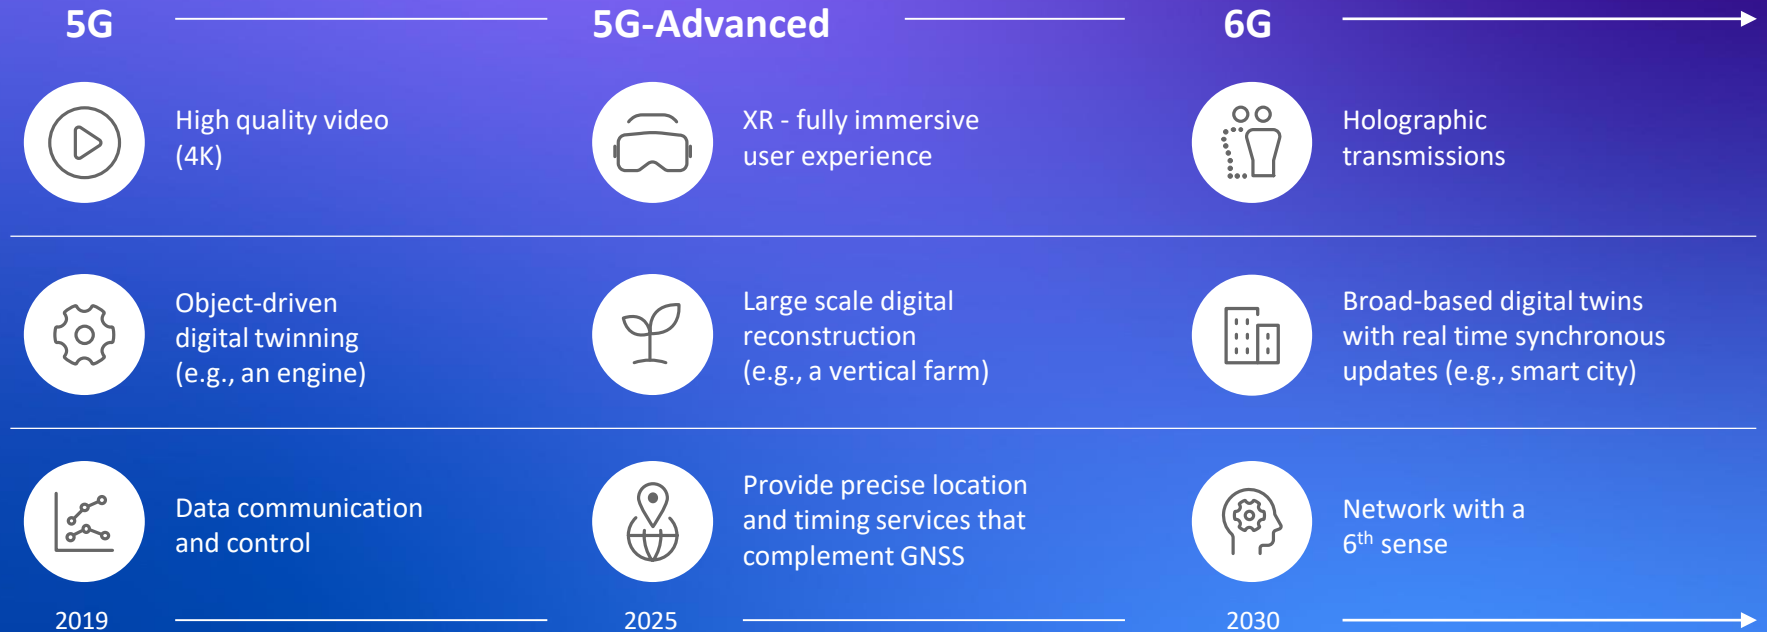 5G
5G-Advanced
6G
High quality video
(4K)
XR - fully immersive
user experience
Holographic
transmissions
Object-driven
digital twinning
(e.g., an engine)
Large scale digital
reconstruction
(e.g., a vertical farm)
Broad-based digital twins
with real time synchronous
updates (e.g., smart city)
Data communication
and control
Provide precise location
and timing services that
complement GNSS
Network with a
6th sense
2019
2025
2030